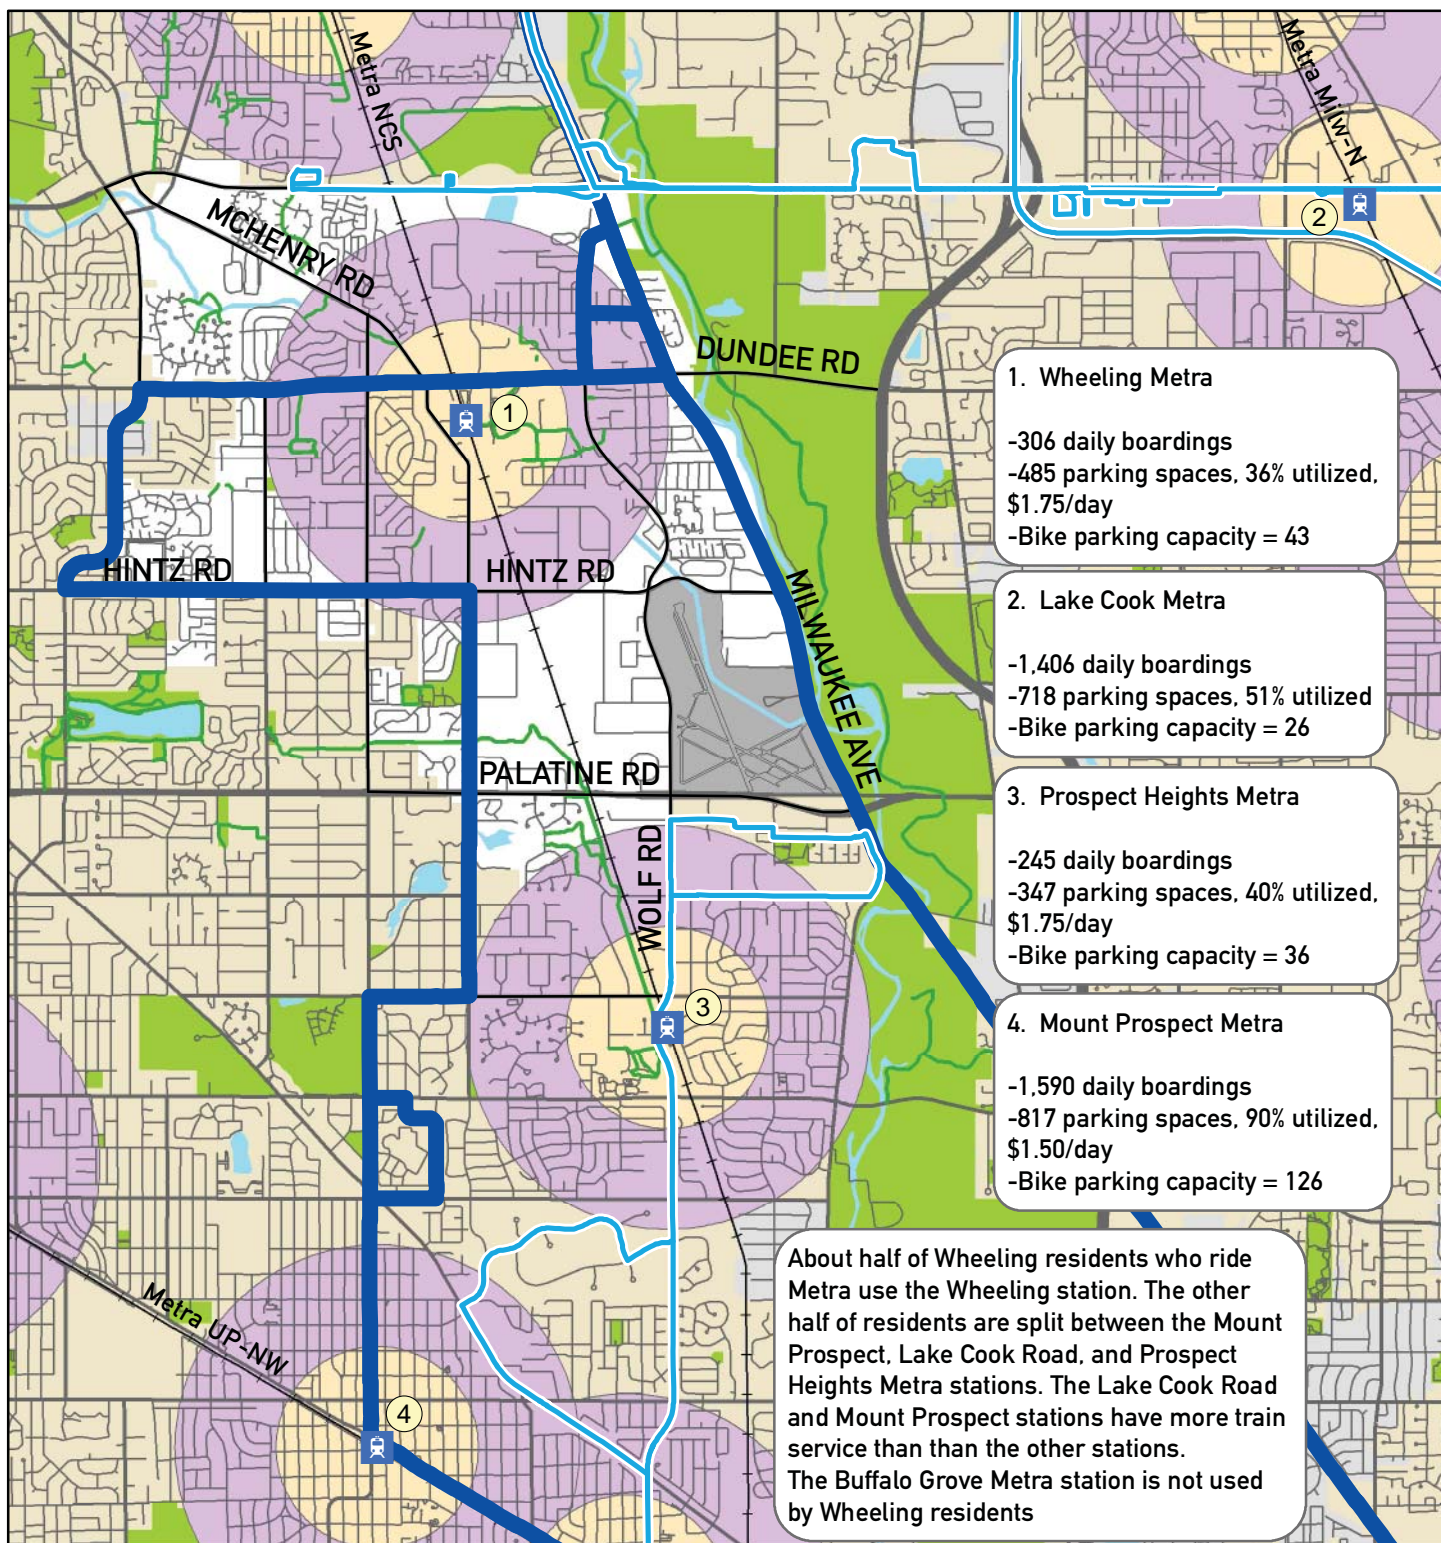 Metra NCS
Metra Milw-N
MCHENRY RD
2
DUNDEE RD
1
HINTZ RD
HINTZ RD
MILWAUKEE AVE
PALATINE RD
WOLF RD
3
Metra UP-NW
4
1. Wheeling Metra
-306 daily boardings
-485 parking spaces, 36% utilized,
$1.75/day
-Bike parking capacity = 43
2. Lake Cook Metra
-1,406 daily boardings
-718 parking spaces, 51% utilized
-Bike parking capacity = 26
3. Prospect Heights Metra
-245 daily boardings
-347 parking spaces, 40% utilized,
$1.75/day
-Bike parking capacity = 36
4. Mount Prospect Metra
-1,590 daily boardings
-817 parking spaces, 90% utilized,
$1.50/day
-Bike parking capacity = 126
About half of Wheeling residents who ride
Metra use the Wheeling station. The other
half of residents are split between the Mount
Prospect, Lake Cook Road, and Prospect
Heights Metra stations. The Lake Cook Road
and Mount Prospect stations have more train
service than than the other stations.
The Buffalo Grove Metra station is not used
by Wheeling residents